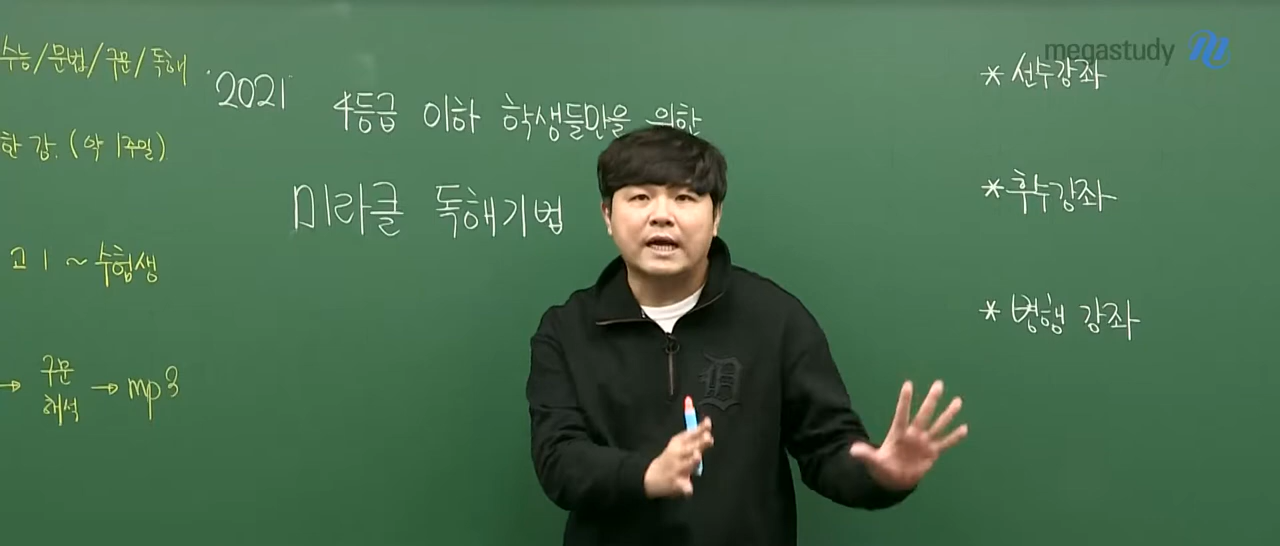 수능/문법/구문/독해
한 강. (약 1주일)
고 1 ~ 수험생
→ 구문 해석 → mp3
'2021 4등급 이하 학생들만을 위한
미라클 독해기법
megastudy
* 선수강좌
* 후수강좌
* 병행 강좌
D